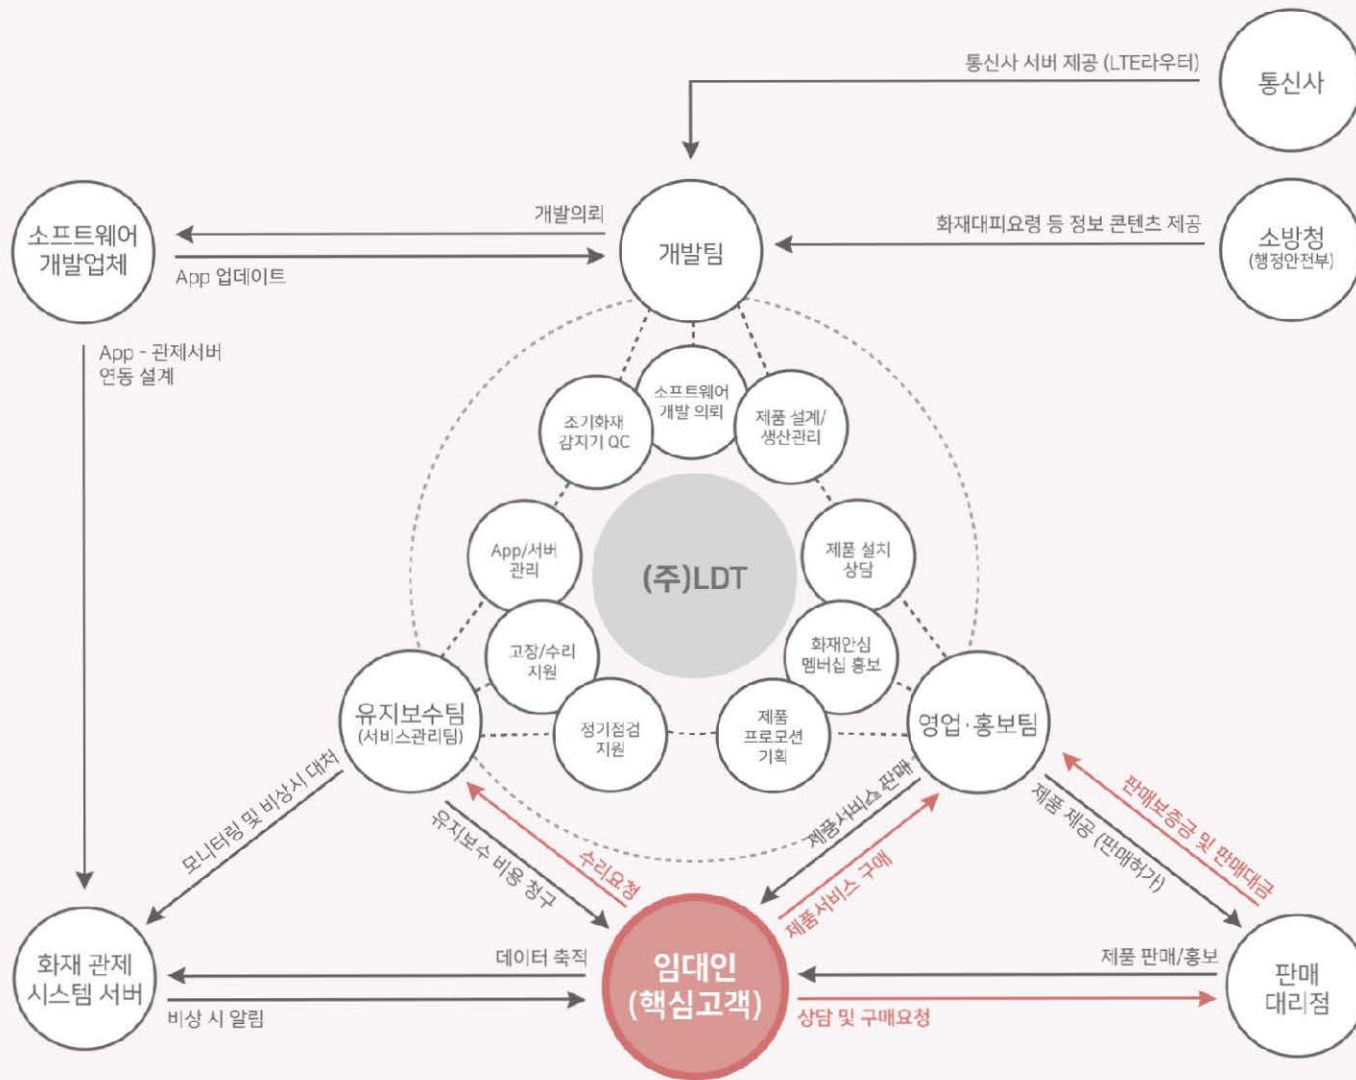 통신사 서버 제공 (LTE라우터)
통신사
소프트웨어
개발업체
개발의뢰
App 업데이트
개발팀
화재대피요령 등 정보 콘텐츠 제공
소방청
(행정안전부)
App - 관제서버
연동 설계
소프트웨어
개발 의뢰
조기화재
감지기 QC
제품 설계/
생산관리
App/서버
관리
(주)LDT
제품 설치
상담
고장/수리
지원
화재안심
멤버십 홍보
유지보수팀
(서비스관리팀)
정기점검
지원
제품
프로모션
기획
영업·홍보팀
모니터링 및 비상시 대처
유지보수 비용 청구
수리요청
제품서비스 판매
제품서비스 구매
제품 제공 (판매허가)
판매보증금 및 판매대금
화재 관제
시스템 서버
데이터 축적
비상 시 알림
임대인
(핵심고객)
제품 판매/홍보
상담 및 구매요청
판매
대리점